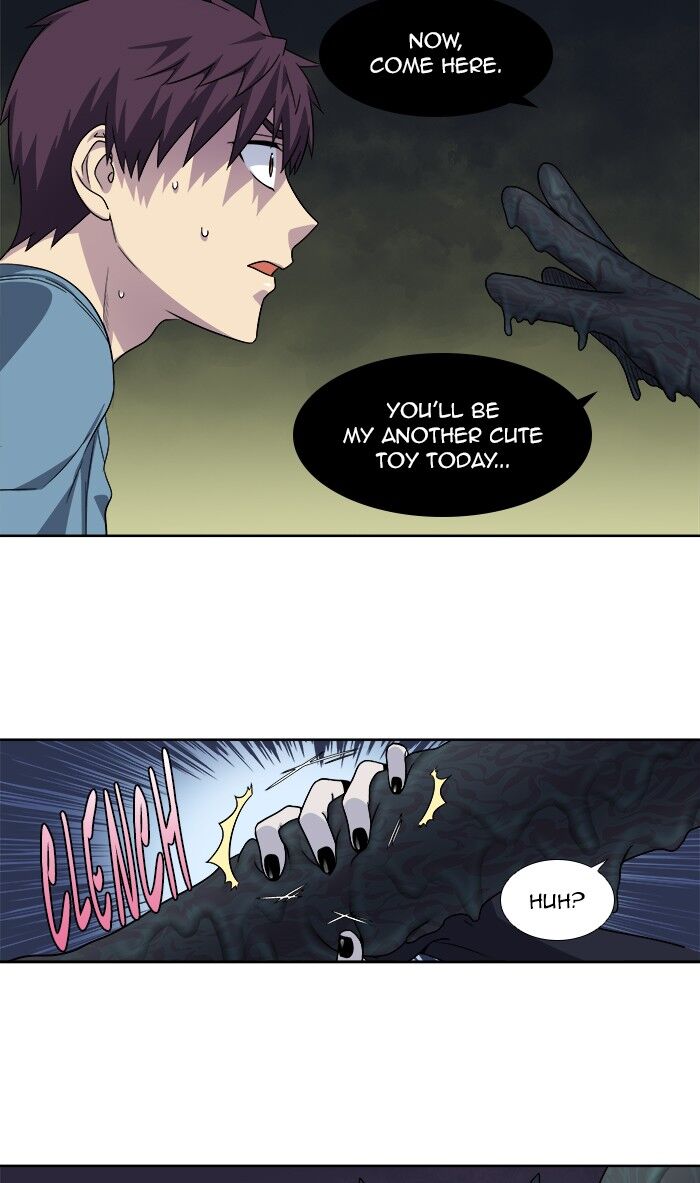 NOW,
COME HERE.
YOU'LL BE
MY ANOTHER CUTE
TOY TODAY...
CLENCH
HUH?